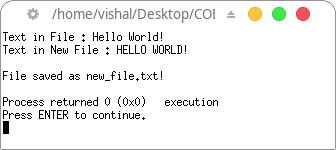 /home/vishal/Desktop/COI
Text in File : Hello World!
Text in New File : HELLO WORLD!
File saved as new_file.txt!
Process returned 0 (0x0)   execution
Press ENTER to continue.